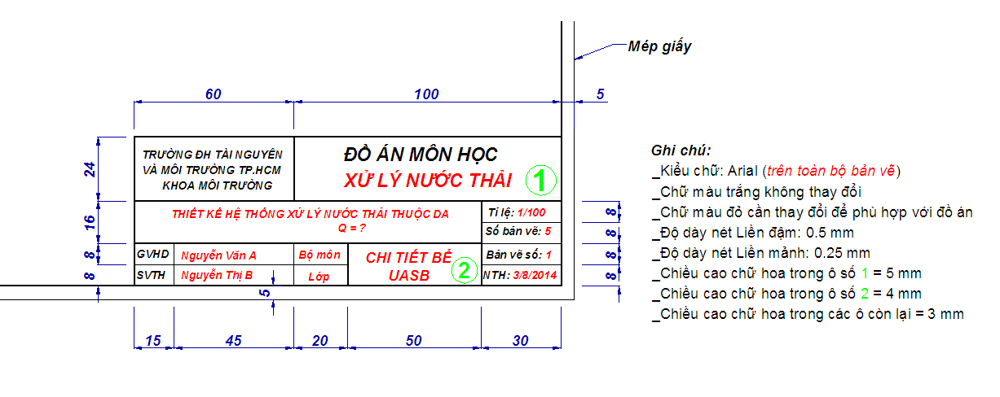 Mép giấy
60
100
5
24
16
8
8
TRƯỜNG ĐH TÀI NGUYÊN
VÀ MÔI TRƯỜNG TP.HCM
KHOA MÔI TRƯỜNG
ĐỒ ÁN MÔN HỌC
XỬ LÝ NƯỚC THẢI
1
THIẾT KẾ HỆ THỐNG XỬ LÝ NƯỚC THẢI THUỘC DA
Q = ?
Tỉ lệ: 1/100
Số bản vẽ: 5
GVHD
Nguyễn Văn A
Bộ môn
SVTH
Nguyễn Thị B
Lớp
CHI TIẾT BỂ
UASB
2
Bản vẽ số: 1
NTH: 3/8/2014
8
8
8
8
5
15
45
20
50
30
Ghi chú:
_Kiểu chữ: Arial (trên toàn bộ bản vẽ)
_Chữ màu trắng không thay đổi
_Chữ màu đỏ cần thay đổi để phù hợp với đồ án
_Độ dày nét Liền đậm: 0.5 mm
_Độ dày nét Liền mảnh: 0.25 mm
_Chiều cao chữ hoa trong ô số 1 = 5 mm
_Chiều cao chữ hoa trong ô số 2 = 4 mm
_Chiều cao chữ hoa trong các ô còn lại = 3 mm